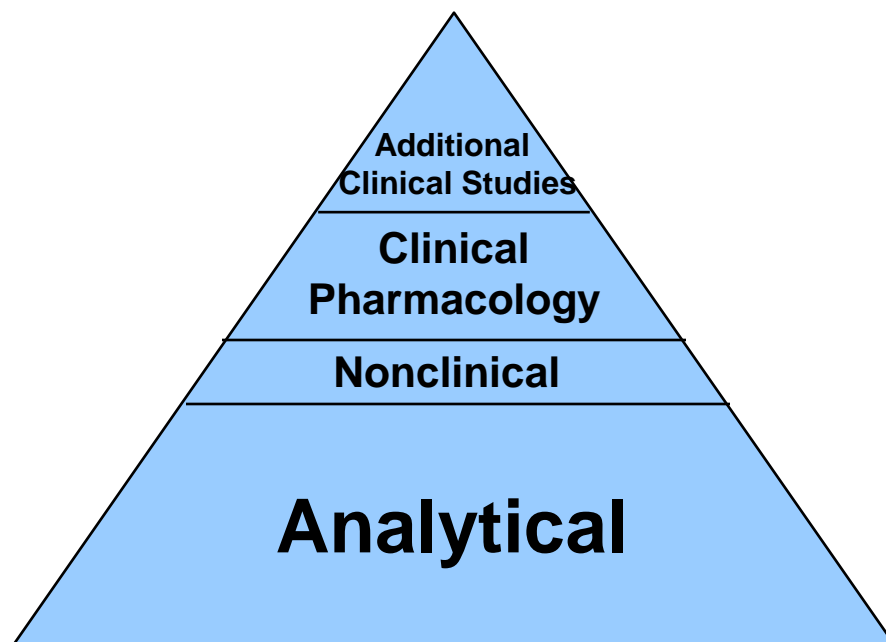 Additional
Clinical Studies
Clinical
Pharmacology
Nonclinical
Analytical